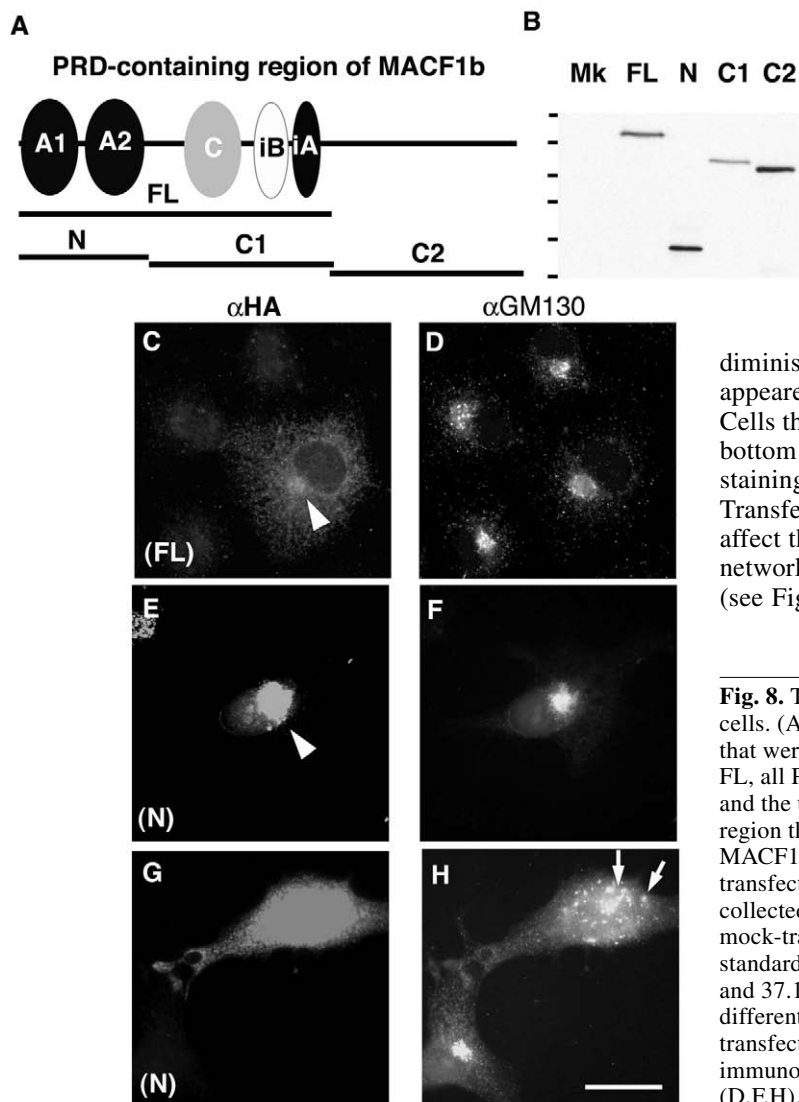 A
PRD-containing region of MACF1b
A1 A2 C iB iA
FL
N C1 C2
B
Mk FL N C1 C2
αHA αGM130
C D
(FL)
E F
(N)
G H
(N)
diminis
appeare
Cells th
bottom
staining
Transfe
affect th
network
(see Fig
Fig. 8. T
cells. (A
that were
FL, all F
and the t
region th
MACF1
transfect
collected
mock-tra
standard
and 37.1
different
transfect
immuno
(D,F,H).